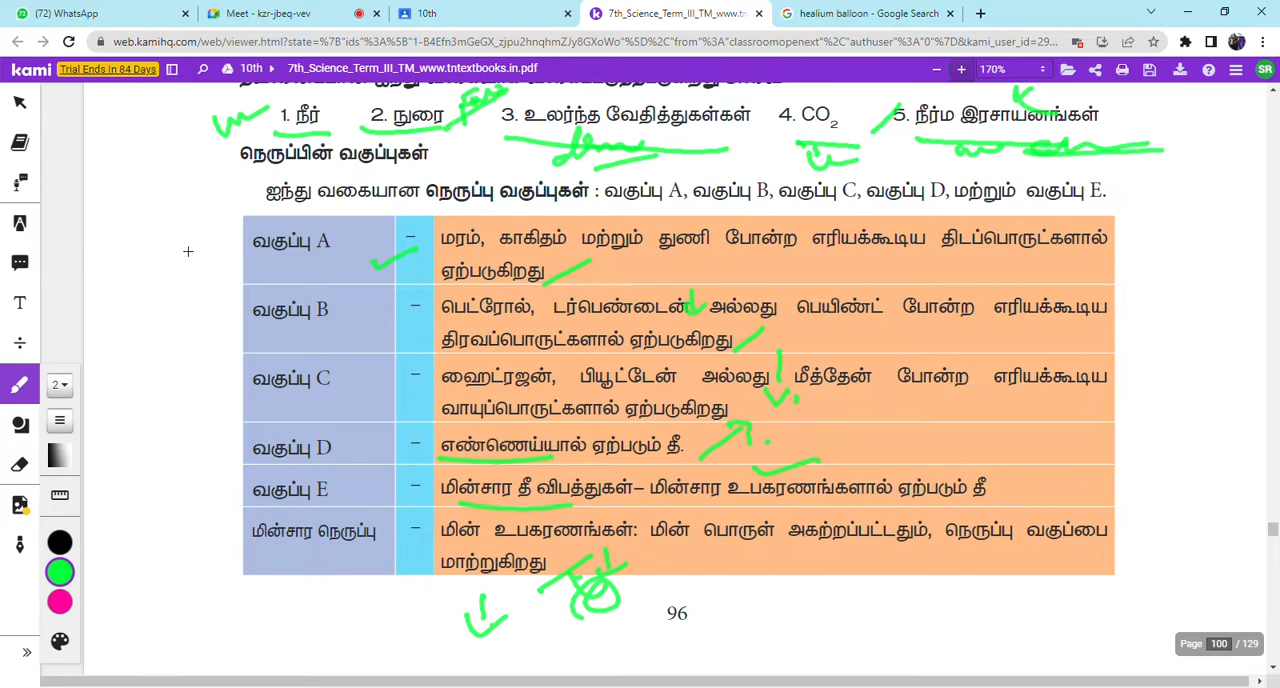 (72) WhatsApp
Meet - kzr-jbeq-vev
10th
7th_Science_Term_III_TM_www.tn
healium balloon - Google Search
web.kamihq.com/web/viewer.html?state=%7B"ids"%3A%5B"1-B4Efn3mGeGX_zjpu2hnqhmZJy8GXoWo"%5D%2C"from"%3A"classroomopennext"%2C"authuser"%3A"0"%7D&kami_user_id=29...
kami Trial Ends In 84 Days 10th 7th_Science_Term_III_TM_www.tntextbooks.in.pdf 170% SR
1. நீர் 2. நுரை 3. உலர்ந்த வேதித்துகள்கள் 4. CO2 5. நீர்ம இரசாயனங்கள்
நெருப்பின் வகுப்புகள்
ஐந்து வகையான நெருப்பு வகுப்புகள் : வகுப்பு A, வகுப்பு B, வகுப்பு C, வகுப்பு D, மற்றும் வகுப்பு E.
வகுப்பு A – மரம், காகிதம் மற்றும் துணி போன்ற எரியக்கூடிய திடப்பொருட்களால்
ஏற்படுகிறது
வகுப்பு B – பெட்ரோல், டர்பெண்டைன் அல்லது பெயிண்ட் போன்ற எரியக்கூடிய
திரவப்பொருட்களால் ஏற்படுகிறது
வகுப்பு C – ஹைட்ரஜன், பியூட்டேன் அல்லது மீத்தேன் போன்ற எரியக்கூடிய
வாயுப்பொருட்களால் ஏற்படுகிறது
வகுப்பு D – எண்ணெய்யால் ஏற்படும் தீ.
வகுப்பு E – மின்சார தீ விபத்துகள்– மின்சார உபகரணங்களால் ஏற்படும் தீ
மின்சார நெருப்பு – மின் உபகரணங்கள்: மின் பொருள் அகற்றப்பட்டதும், நெருப்பு வகுப்பை
மாற்றுகிறது
2
96
Page 100 / 129